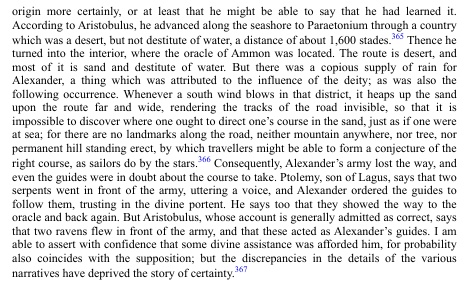 origin more certainly, or at least that he might be able to say that he had learned it.
According to Aristobulus, he advanced along the seashore to Paraetonium through a country
which was a desert, but not destitute of water, a distance of about 1,600 stades.365 Thence he
turned into the interior, where the oracle of Ammon was located. The route is desert, and
most of it is sand and destitute of water. But there was a copious supply of rain for
Alexander, a thing which was attributed to the influence of the deity; as was also the
following occurrence. Whenever a south wind blows in that district, it heaps up the sand
upon the route far and wide, rendering the tracks of the road invisible, so that it is
impossible to discover where one ought to direct one's course in the sand, just as if one were
at sea; for there are no landmarks along the road, neither mountain anywhere, nor tree, nor
permanent hill standing erect, by which travellers might be able to form a conjecture of the
right course, as sailors do by the stars.366 Consequently, Alexander's army lost the way, and
even the guides were in doubt about the course to take. Ptolemy, son of Lagus, says that two
serpents went in front of the army, uttering a voice, and Alexander ordered the guides to
follow them, trusting in the divine portent. He says too that they showed the way to the
oracle and back again. But Aristobulus, whose account is generally admitted as correct, says
that two ravens flew in front of the army, and that these acted as Alexander's guides. I am
able to assert with confidence that some divine assistance was afforded him, for probability
also coincides with the supposition; but the discrepancies in the details of the various
narratives have deprived the story of certainty.367